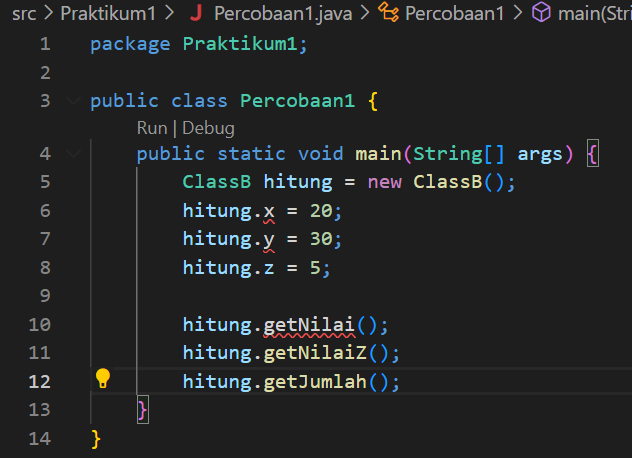 src > Praktikum1 > J Percobaan1.java > Percobaan1 > main(Stri
1 package Praktikum1;
2
3 public class Percobaan1 {
Run | Debug
4 public static void main(String[] args) {
5 ClassB hitung = new ClassB();
6 hitung.x = 20;
7 hitung.y = 30;
8 hitung.z = 5;
9
10 hitung.getNilai();
11 hitung.getNilaiZ();
12 hitung.getJumlah();
13 }
14 }